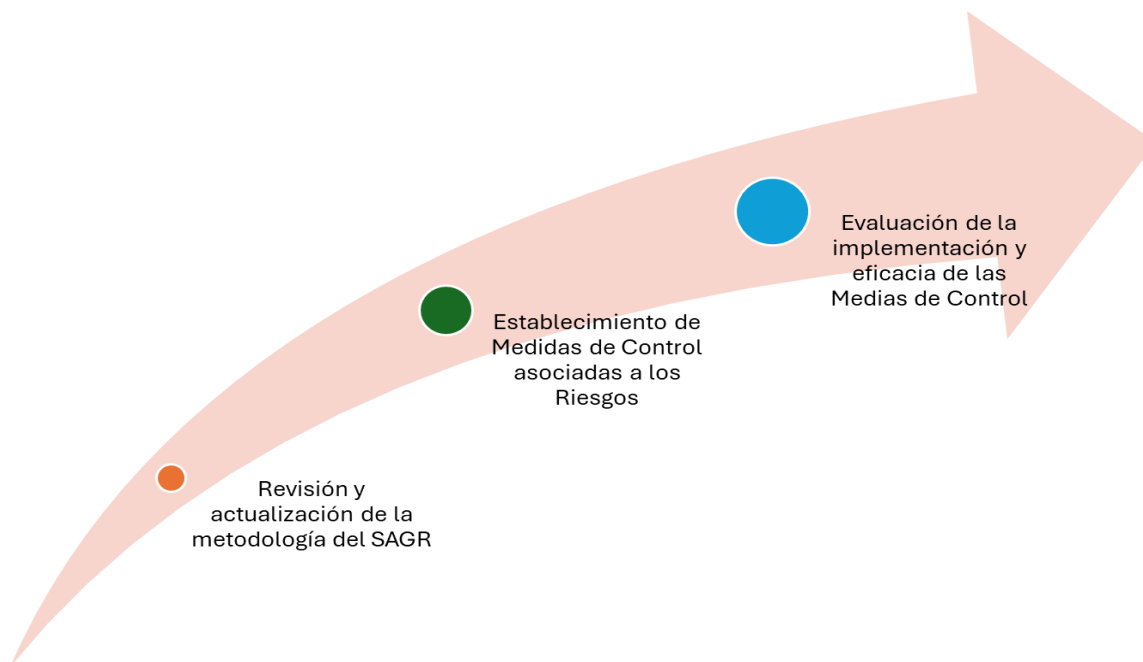 Evaluación de la
implementación y
eficacia de las
Medias de Control
Establecimiento de
Medidas de Control
asociadas a los
Riesgos
Revisión y
actualización de la
metodología del SAGR